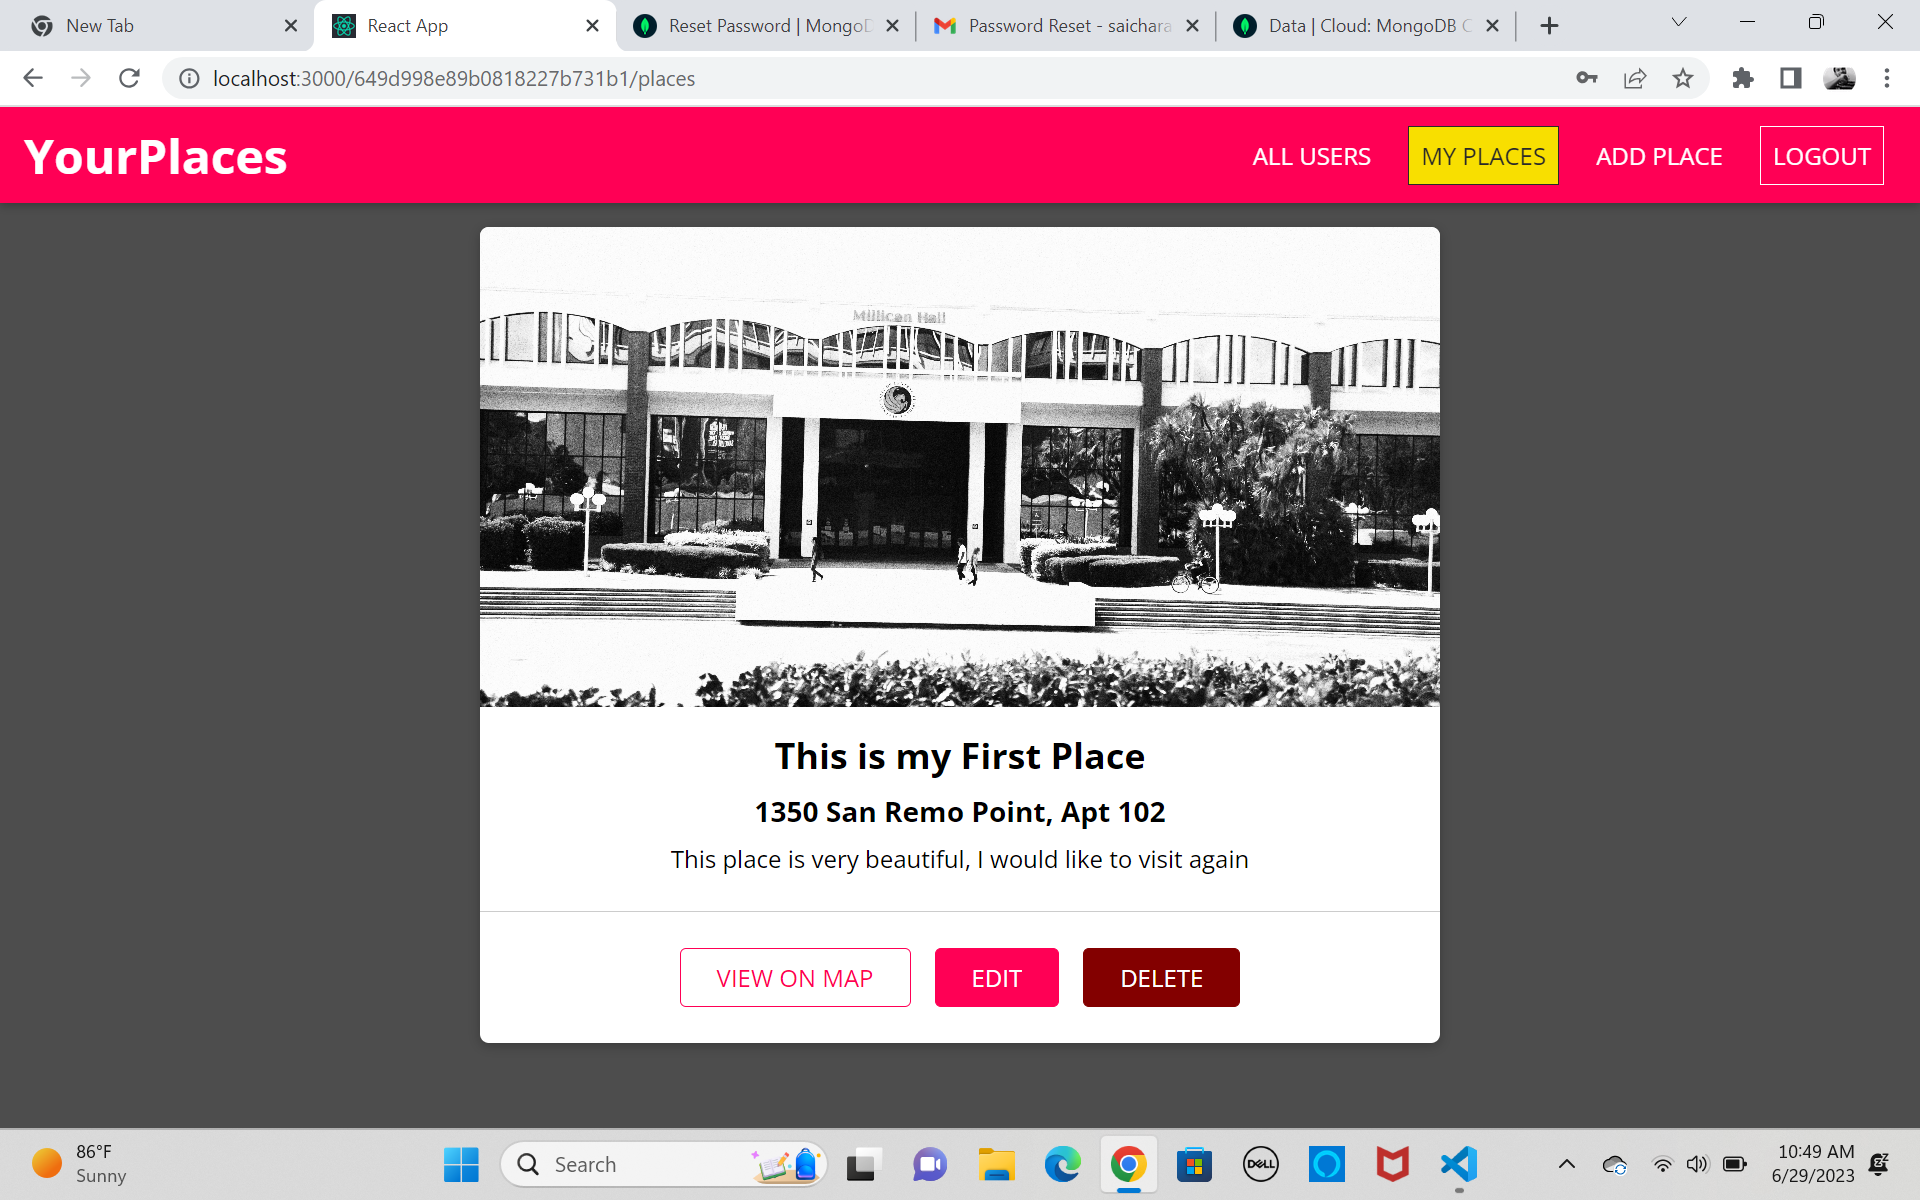 New Tab
React App
Reset Password | MongoD
Password Reset - saichara
Data | Cloud: MongoDB C
localhost:3000/649d998e89b0818227b731b1/places
YourPlaces
ALL USERS
MY PLACES
ADD PLACE
LOGOUT
Millican Hall
This is my First Place
1350 San Remo Point, Apt 102
This place is very beautiful, I would like to visit again
VIEW ON MAP
EDIT
DELETE
86°F
Sunny
Search
DELL
10:49 AM
6/29/2023